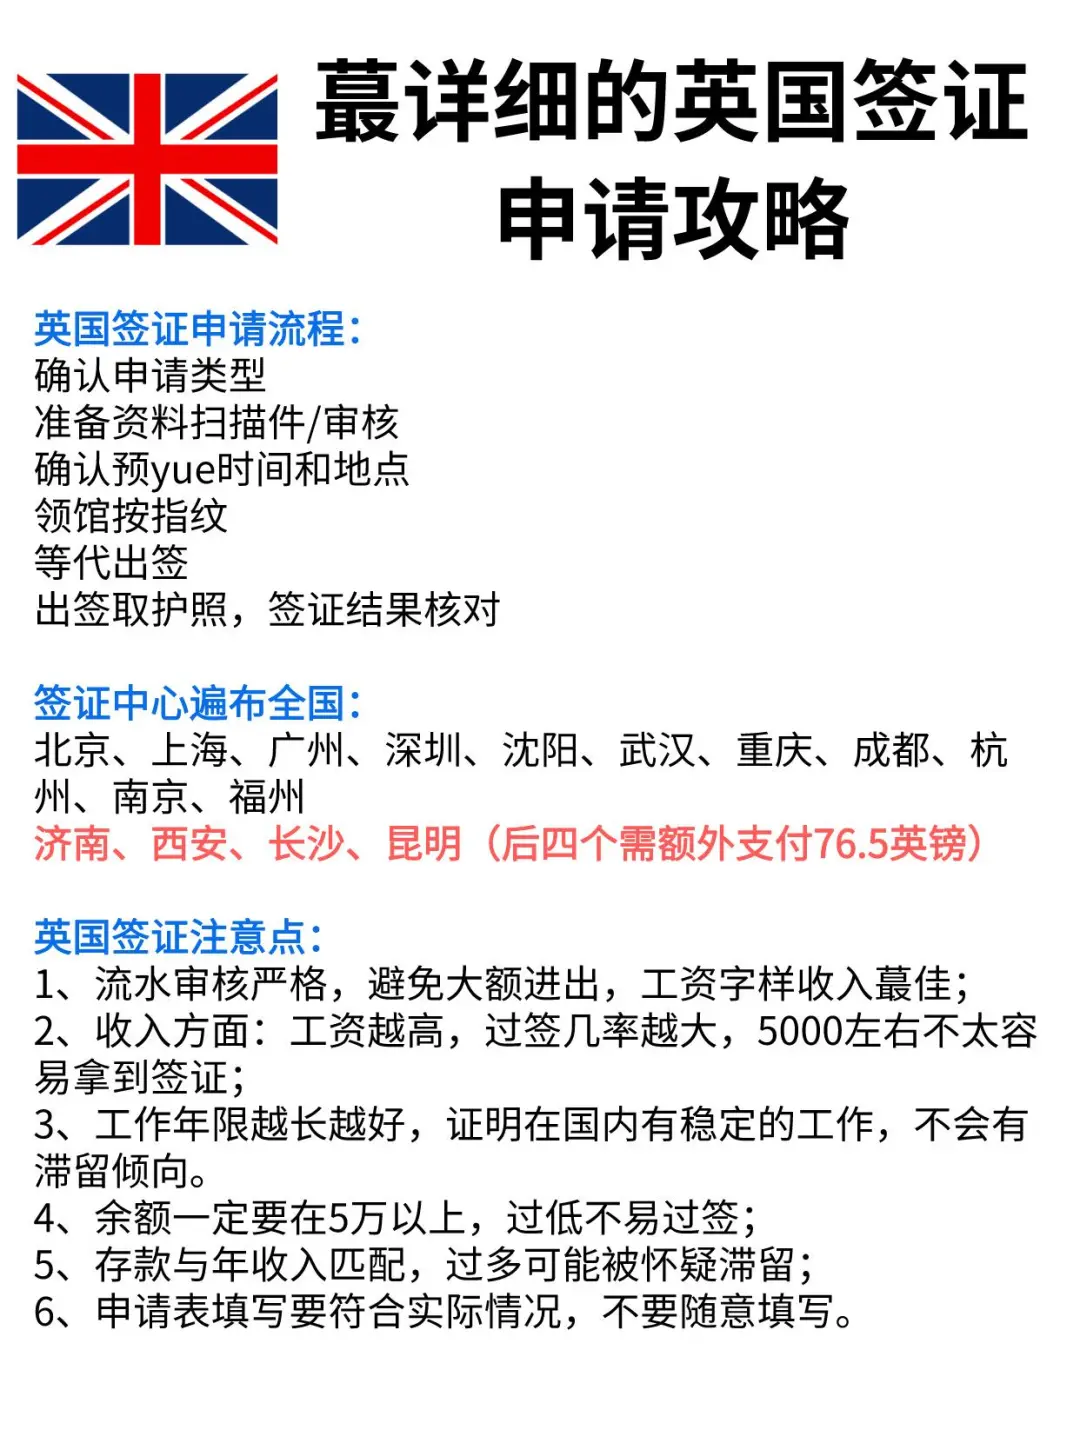 蕞详细的英国签证
申请攻略
英国签证申请流程：
确认申请类型
准备资料扫描件/审核
确认预yue时间和地点
领馆按指纹
等代出签
出签取护照，签证结果核对
签证中心遍布全国：
北京、上海、广州、深圳、沈阳、武汉、重庆、成都、杭
州、南京、福州
济南、西安、长沙、昆明（后四个需额外支付76.5英镑）
英国签证注意点：
1、流水审核严格，避免大额进出，工资字样收入蕞佳；
2、收入方面：工资越高，过签几率越大，5000左右不太容
易拿到签证；
3、工作年限越长越好，证明在国内有稳定的工作，不会有
滞留倾向。
4、余额一定要在5万以上，过低不易过签；
5、存款与年收入匹配，过多可能被怀疑滞留；
6、申请表填写要符合实际情况，不要随意填写。